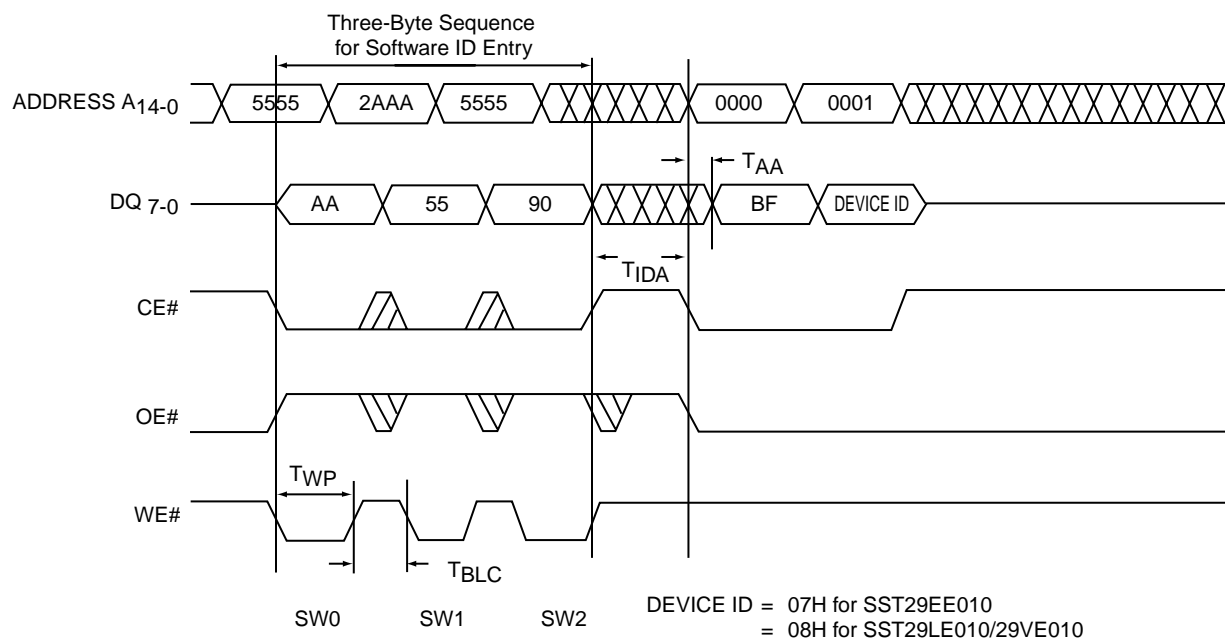 Three-Byte Sequence
for Software ID Entry
ADDRESS A14-0
5555
2AAA
5555
0000
0001
TAA
DQ 7-0
AA
55
90
BF
DEVICE ID
TIDA
CE#
OE#
TWP
WE#
TBLC
SW0
SW1
SW2
DEVICE ID = 07H for SST29EE010
= 08H for SST29LE010/29VE010